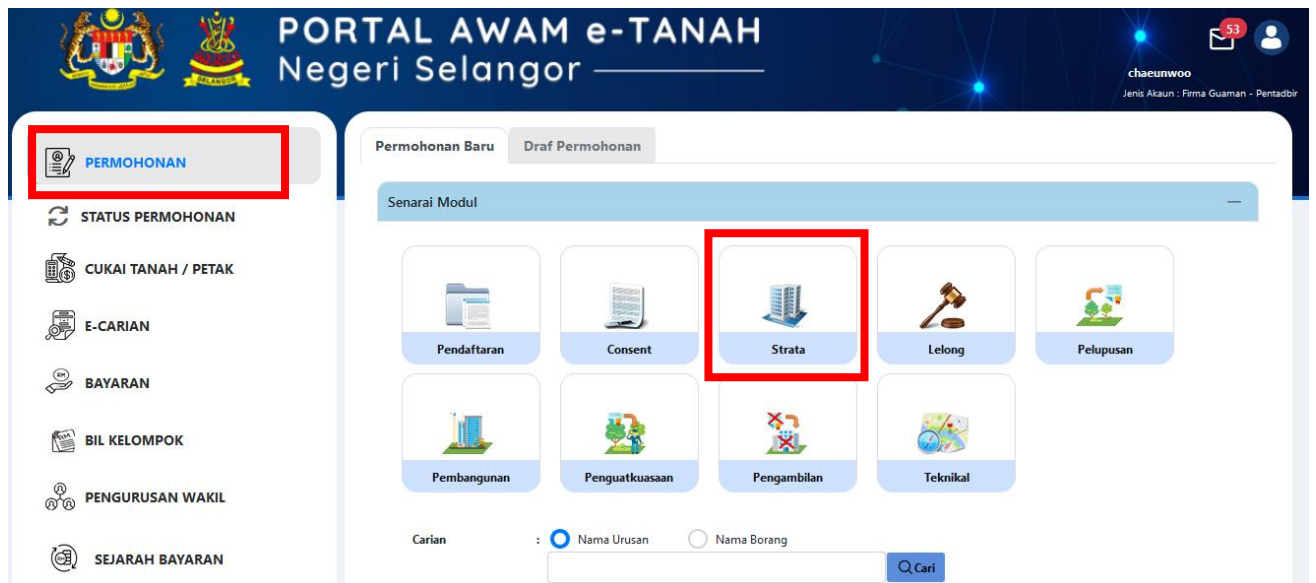 PORTAL AWAM e-TANAH
Negeri Selangor
53
chaeunwoo
Jenis Akaun : Firma Guaman - Pentadbir
PERMOHONAN
STATUS PERMOHONAN
CUKAI TANAH / PETAK
E-CARIAN
BAYARAN
BIL KELOMPOK
PENGURUSAN WAKIL
SEJARAH BAYARAN
Permohonan Baru Draf Permohonan
Senarai Modul
Pendaftaran Consent Strata Lelong Pelupusan
Pembangunan Penguatkuasaan Pengambilan Teknikal
Carian : Nama Urusan Nama Borang
Cari